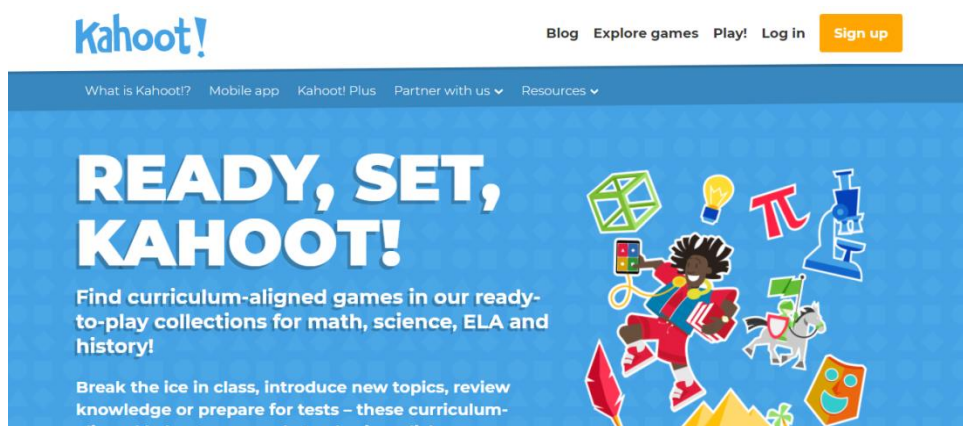 Kahoot!
Blog Explore games Play! Log in Sign up
What is Kahoot!? Mobile app Kahoot! Plus Partner with us Resources
READY, SET,
KAHOOT!
Find curriculum-aligned games in our ready-
to-play collections for math, science, ELA and
history!
Break the ice in class, introduce new topics, review
knowledge or prepare for tests – these curriculum-